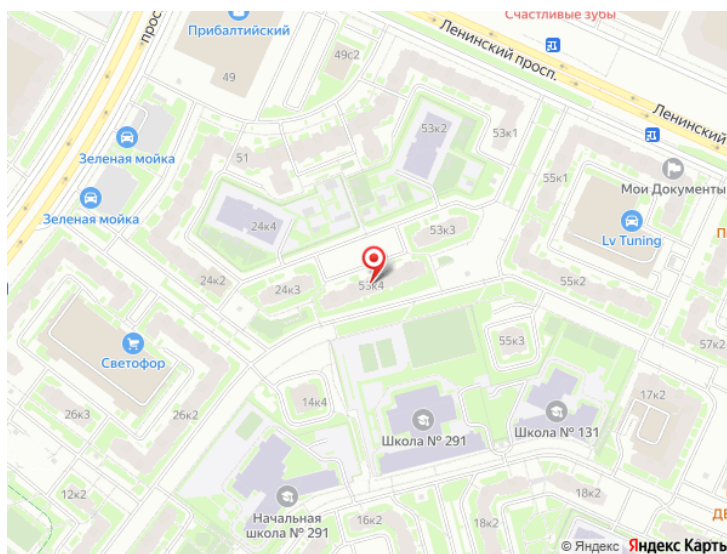 Счастливые зубы
Прибалтийский
Ленинский просп.
49с2
49
Ленинский
53к2
53к1
Зеленая мойка
51
55к1
Мои Документы
Зеленая мойка
24к4
53к3
Lv Tuning
24к2
24к3
53к4
55к2
55к3
57к2
Светофор
14к4
17к2
26к3
26к2
Школа № 291
Школа № 131
12к2
Начальная
школа № 291
16к2
18к2
18к2
© Яндекс Яндекс Карты